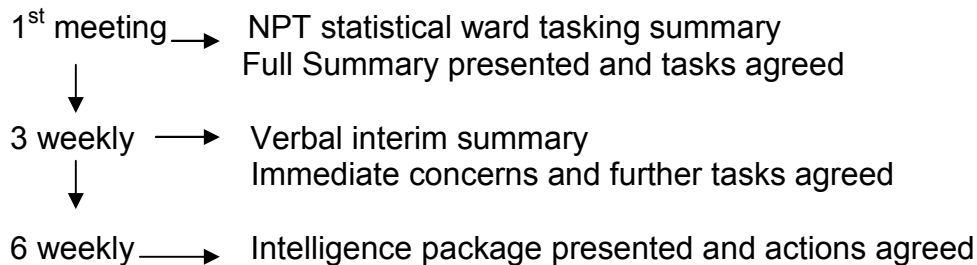 1st meeting NPT statistical ward tasking summary
Full Summary presented and tasks agreed
3 weekly Verbal interim summary
Immediate concerns and further tasks agreed
6 weekly Intelligence package presented and actions agreed